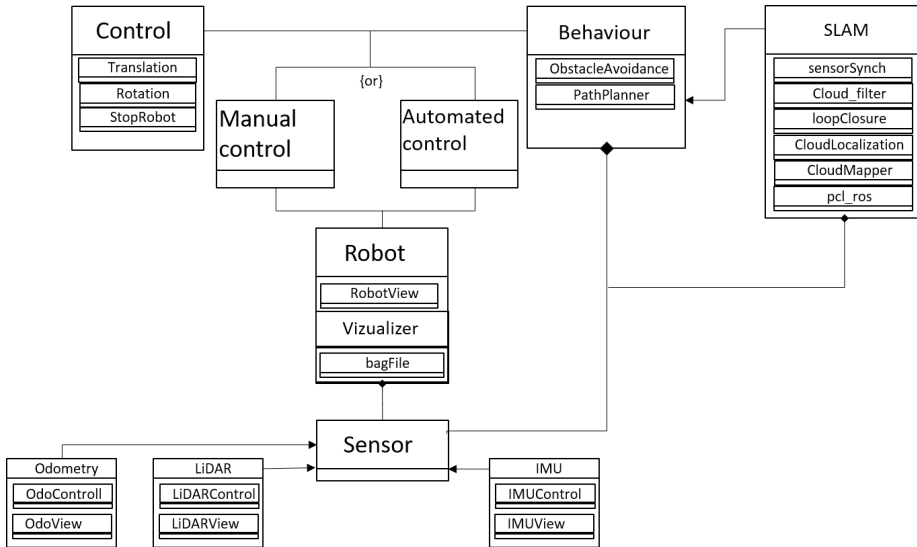 Control
Translation
Rotation
StopRobot
{or}
Manual
control
Automated
control
Behaviour
ObstacleAvoidance
PathPlanner
SLAM
sensorSynch
Cloud_filter
loopClosure
CloudLocalization
CloudMapper
pcl_ros
Robot
RobotView
Vizualizer
bagFile
Sensor
Odometry
OdoControll
OdoView
LiDAR
LiDARControl
LiDARView
IMU
IMUControl
IMUView